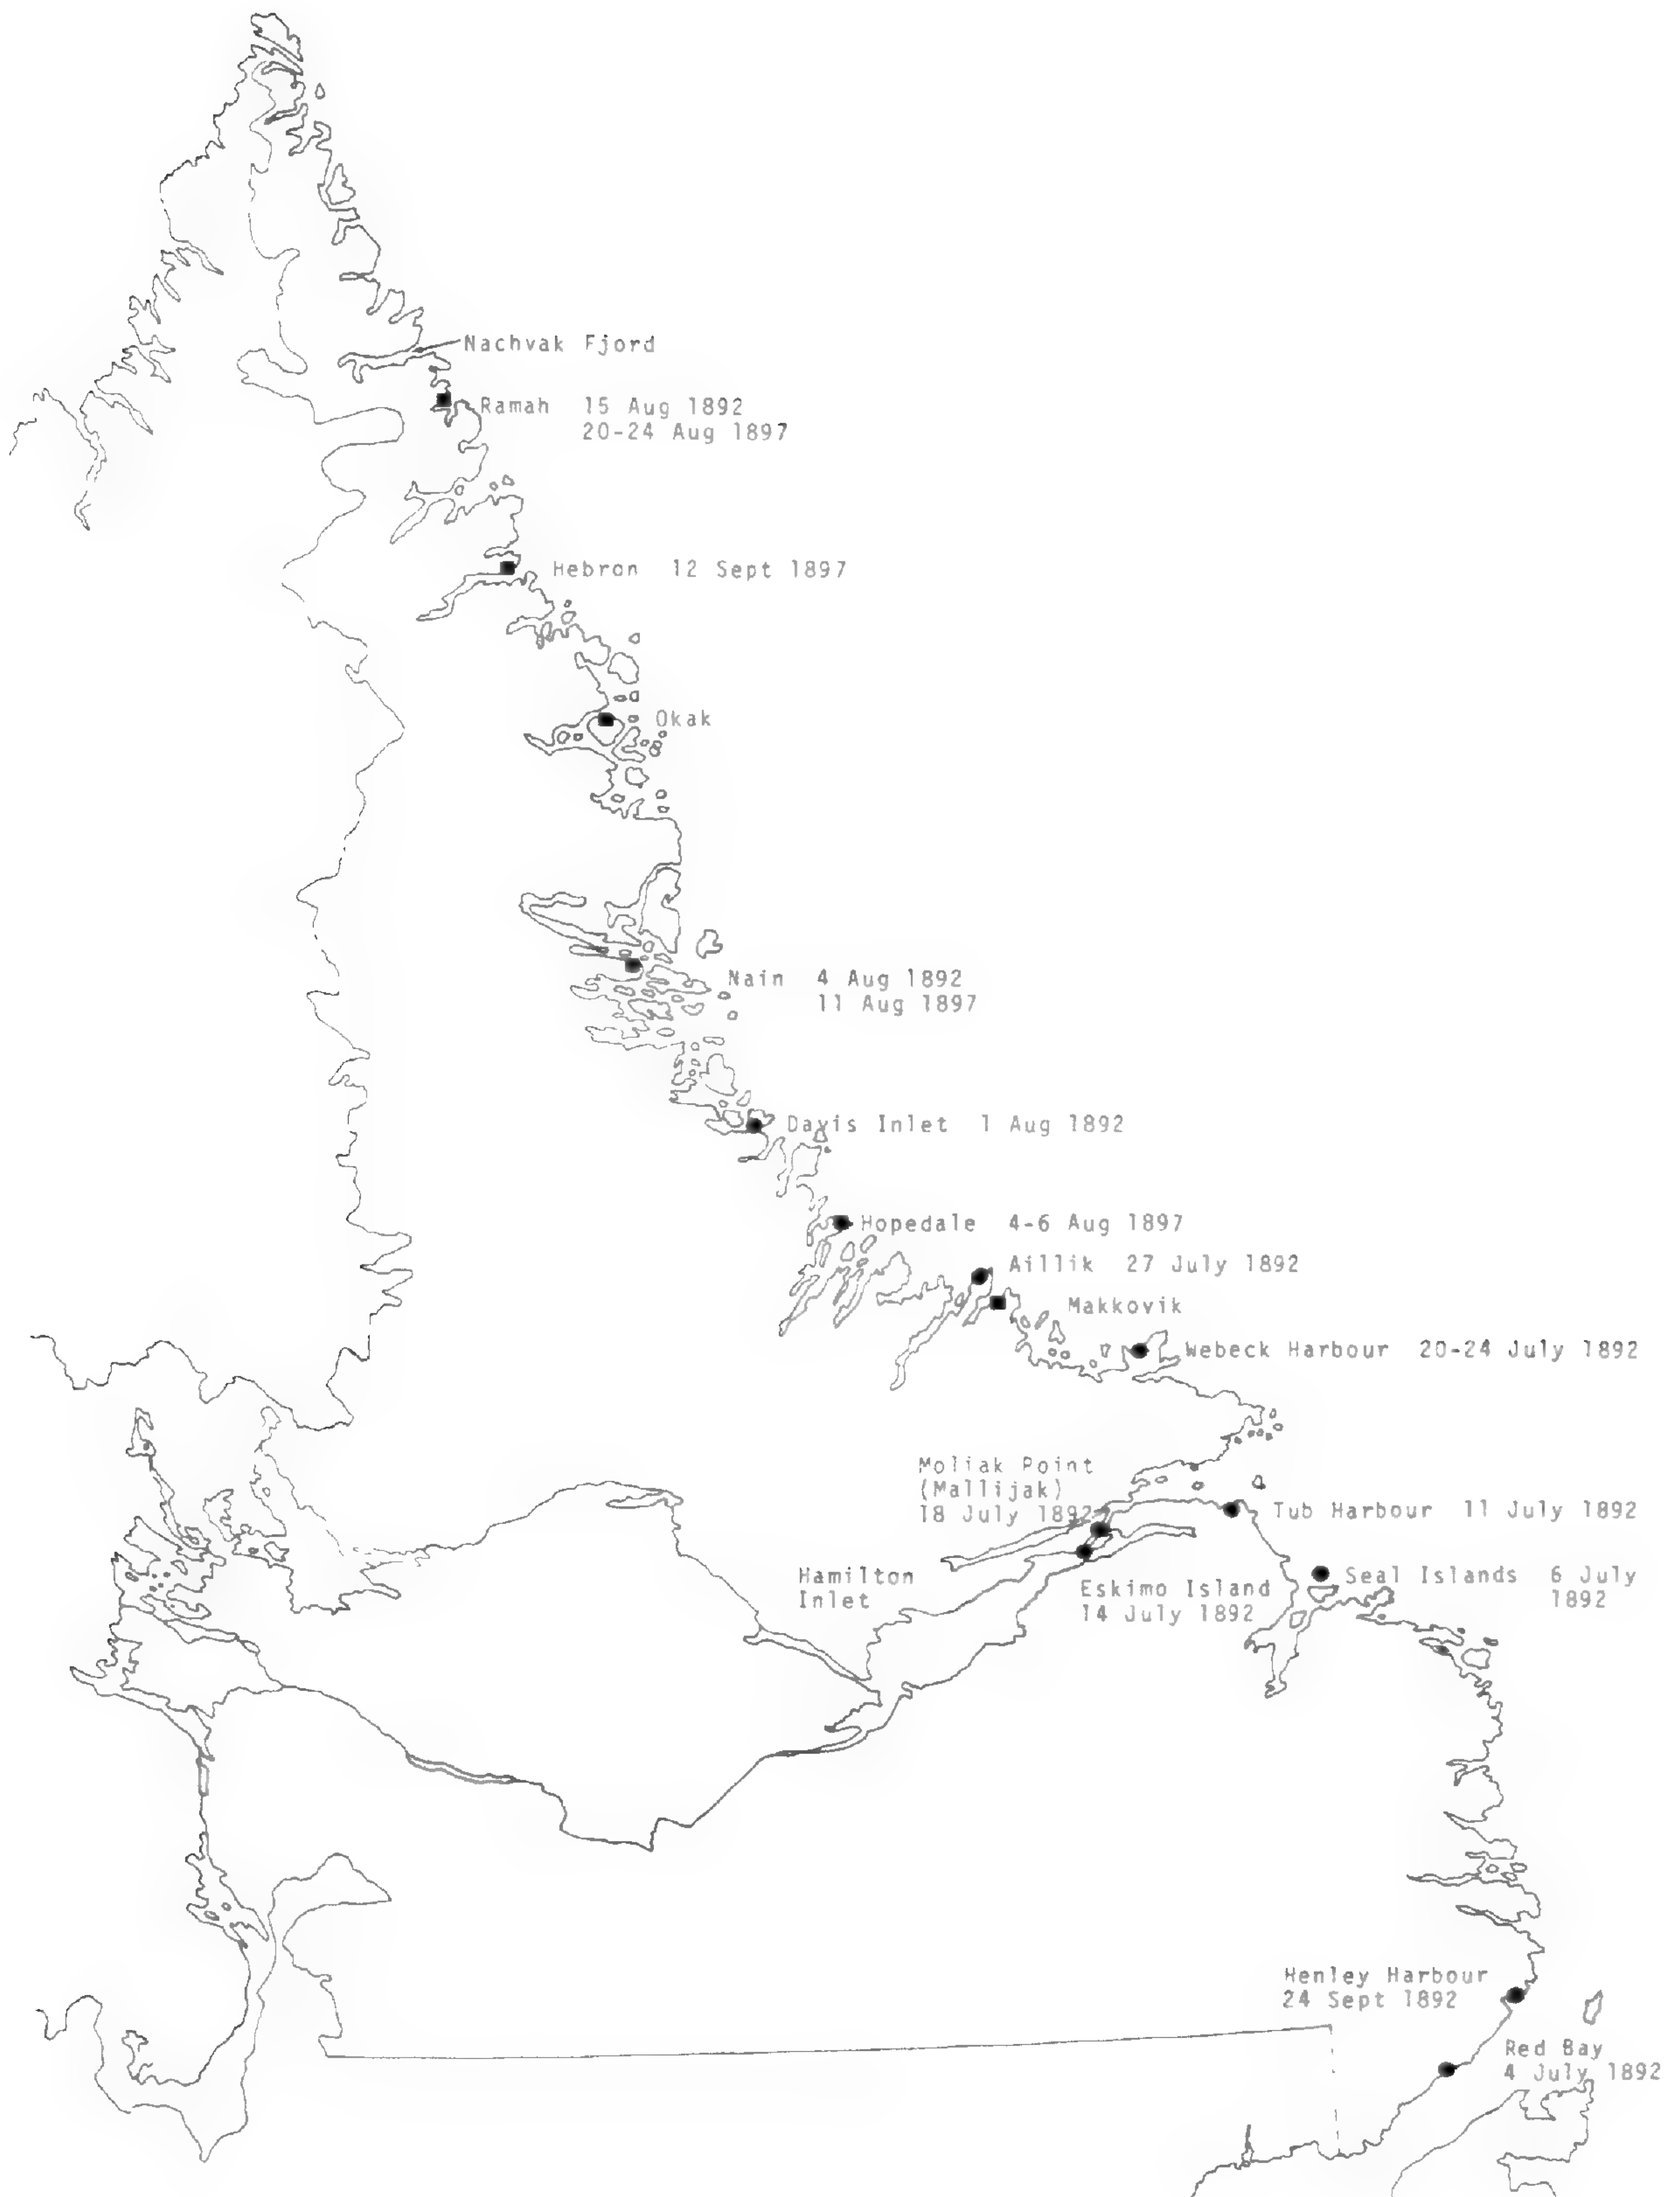 Nachvak Fjord
Ramah 15 Aug 1892
20-24 Aug 1897
Hebron 12 Sept 1897
Okak
Nain 4 Aug 1892
11 Aug 1897
Davis Inlet 1 Aug 1892
Hopedale 4-6 Aug 1897
Aillik 27 July 1892
Makkovik
Webeck Harbour 20-24 July 1892
Moliak Point
(Mallijak)
18 July 1892
Tub Harbour 11 July 1892
Hamilton
Inlet
Eskimo Island
14 July 1892
Seal Islands 6 July
1892
Henley Harbour
24 Sept 1892
Red Bay
4 July 1892